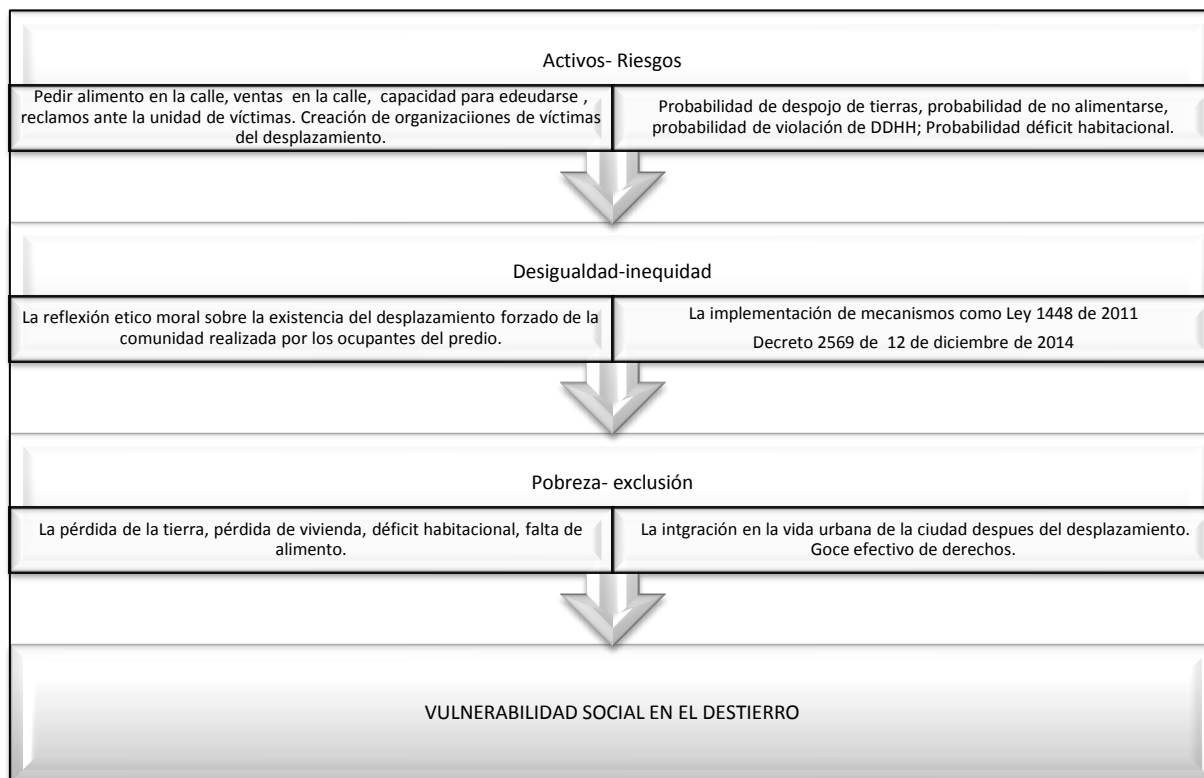 Activos- Riesgos
Pedir alimento en la calle, ventas en la calle, capacidad para edeudarse ,
reclamos ante la unidad de víctimas. Creación de organizaciiones de víctimas
del desplazamiento.
Probabilidad de despojo de tierras, probabilidad de no alimentarse,
probabilidad de violación de DDHH; Probabilidad déficit habitacional.
Desigualdad-inequidad
La reflexión etico moral sobre la existencia del desplazamiento forzado de la
comunidad realizada por los ocupantes del predio.
La implementación de mecanismos como Ley 1448 de 2011
Decreto 2569 de 12 de diciembre de 2014
Pobreza- exclusión
La pérdida de la tierra, pérdida de vivienda, déficit habitacional, falta de
alimento.
La intgración en la vida urbana de la ciudad despues del desplazamiento.
Goce efectivo de derechos.
VULNERABILIDAD SOCIAL EN EL DESTIERRO